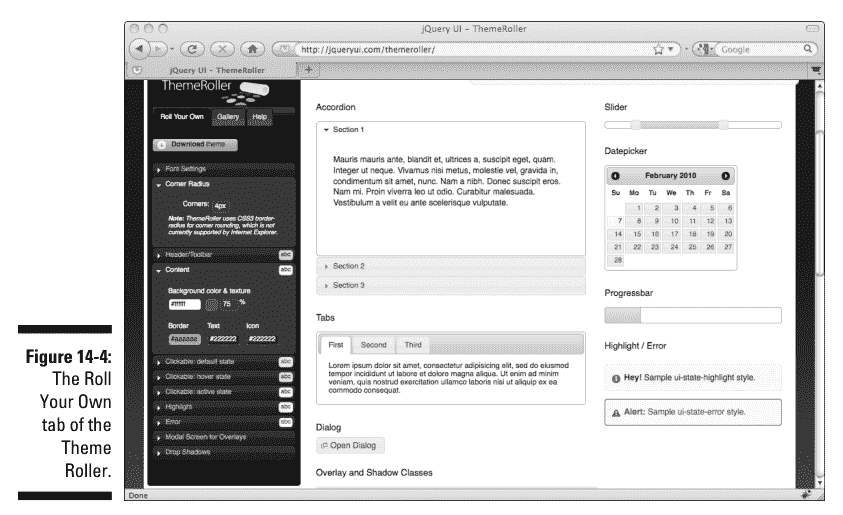 jQuery UI - ThemeRoller
http://jqueryui.com/themeroller/
Google
jQuery UI - ThemeRoller
+
ThemeRoller
Roll Your Own
Gallery
Help
Download theme
Font Settings
Corner Radius
Corners: 4px
Note: ThemeRoller uses CSS3 border-
radius for corner rounding, which is not
currently supported by Internet Explorer.
Header/Toolbar abc
Content abc
Background color & texture
#ffffff 75 %
Border Text Icon
#aaaaaa #222222 #222222
Clickable: default state abc
Clickable: hover state abc
Clickable: active state abc
Highlight abc
Error abc
Modal Screen for Overlays
Drop Shadows
Accordion
Section 1
Mauris mauris ante, blandit et, ultrices a, suscipit eget, quam.
Integer ut neque. Vivamus nisi metus, molestie vel, gravida in,
condimentum sit amet, nunc. Nam a nibh. Donec suscipit eros.
Nam mi. Proin viverra leo ut odio. Curabitur malesuada.
Vestibulum a velit eu ante scelerisque vulputate.
Section 2
Section 3
Tabs
First Second Third
Lorem ipsum dolor sit amet, consectetur adipisicing elit, sed do eiusmod
tempor incididunt ut labore et dolore magna aliqua. Ut enim ad minim
veniam, quis nostrud exercitation ullamco laboris nisi ut aliquip ex ea
commodo consequat.
Dialog
Open Dialog
Overlay and Shadow Classes
Slider
Datepicker
February 2010
Su Mo Tu We Th Fr Sa
1 2 3 4 5 6
7 8 9 10 11 12 13
14 15 16 17 18 19 20
21 22 23 24 25 26 27
28
Progressbar
Highlight / Error
Hey! Sample ui-state-highlight style.
Alert: Sample ui-state-error style.
Done
Figure 14-4:
The Roll
Your Own
tab of the
Theme
Roller.